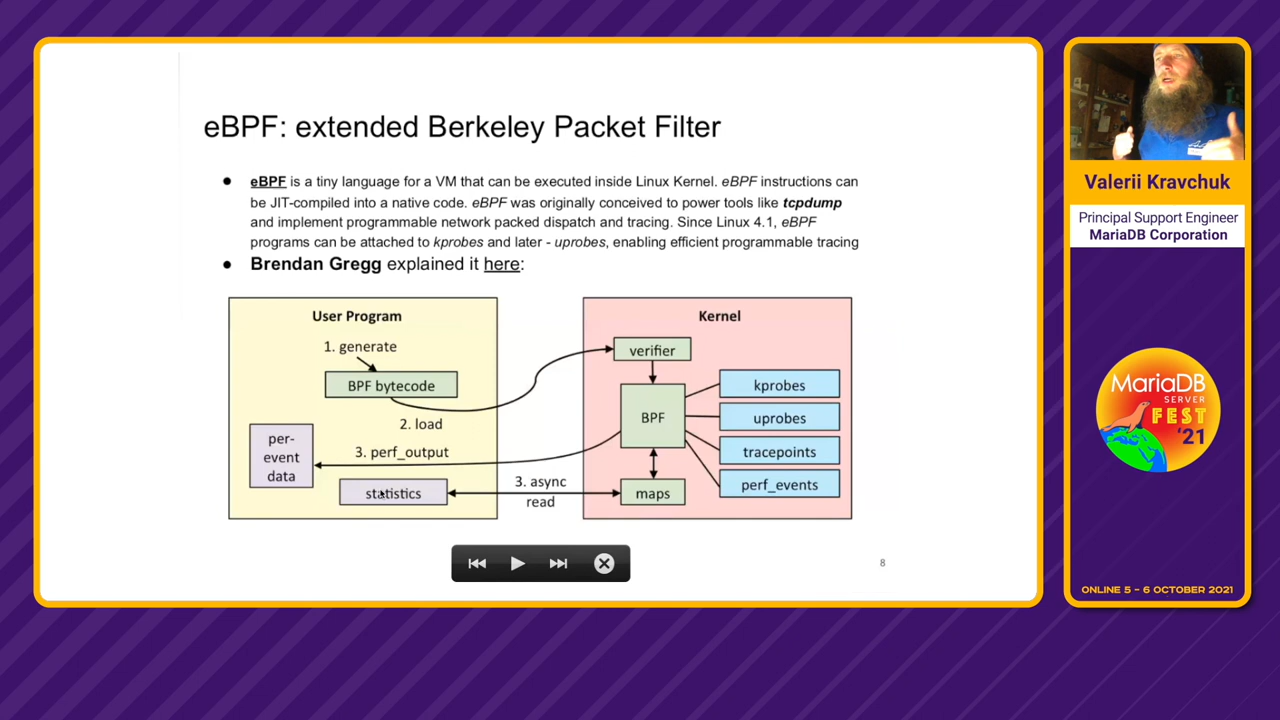 eBPF: extended Berkeley Packet Filter
● eBPF is a tiny language for a VM that can be executed inside Linux Kernel. eBPF instructions can
be JIT-compiled into a native code. eBPF was originally conceived to power tools like tcpdump
and implement programmable network packed dispatch and tracing. Since Linux 4.1, eBPF
programs can be attached to kprobes and later - uprobes, enabling efficient programmable tracing
● Brendan Gregg explained it here:
User Program
1. generate
BPF bytecode
2. load
per-
event
data
3. perf_output
statistics
3. async
read
Kernel
verifier
BPF
maps
kprobes
uprobes
tracepoints
perf_events
8
Valerii Kravchuk
Principal Support Engineer
MariaDB Corporation
MariaDB
SERVER
FEST
'21
ONLINE 5 – 6 OCTOBER 2021